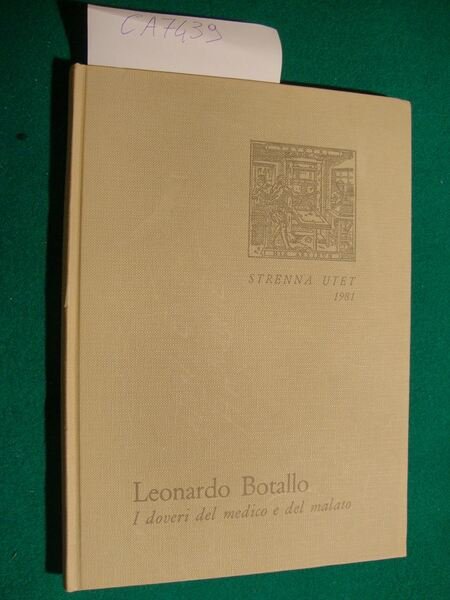 CA7439
STRENNA UTET
1981
Leonardo Botallo
I doveri del medico e del malato